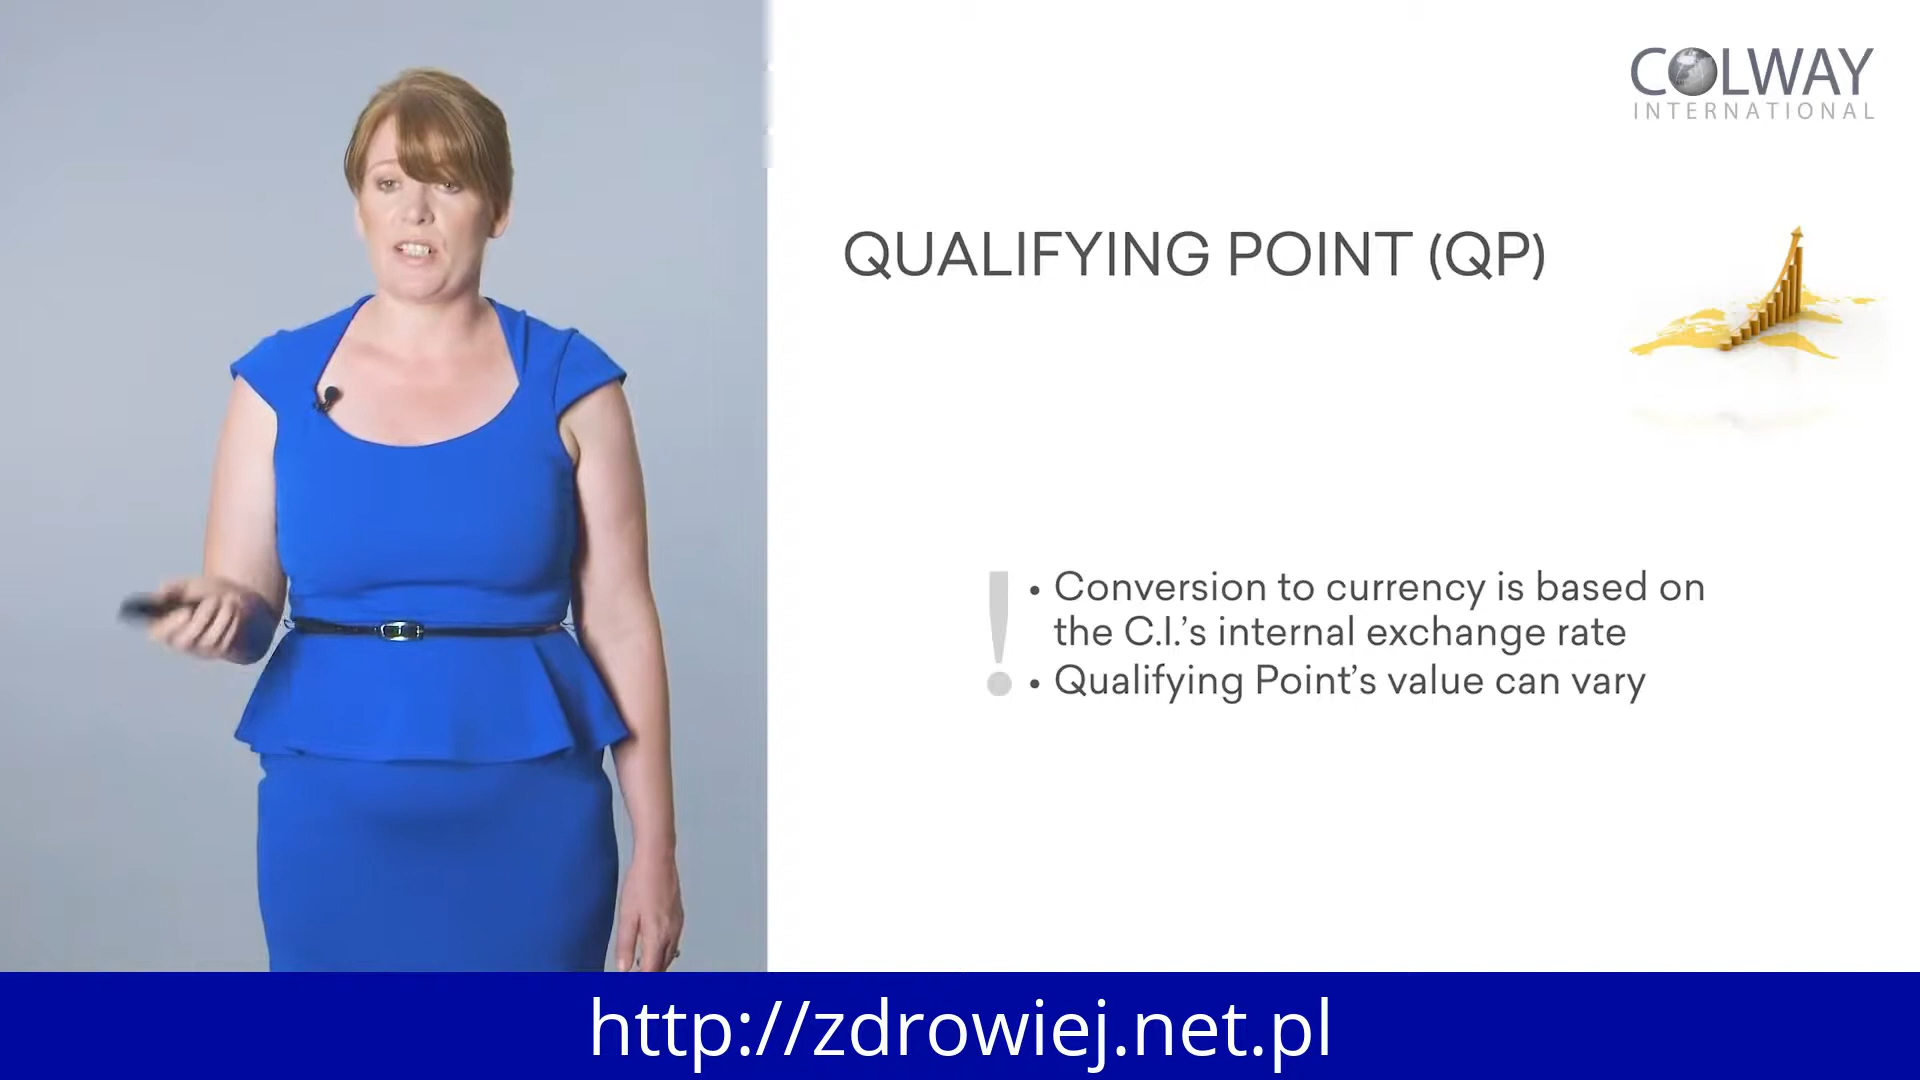 COLWAY
INTERNATIONAL
QUALIFYING POINT (QP)
! • Conversion to currency is based on
the C.I.'s internal exchange rate
• Qualifying Point's value can vary
http://zdrowiej.net.pl